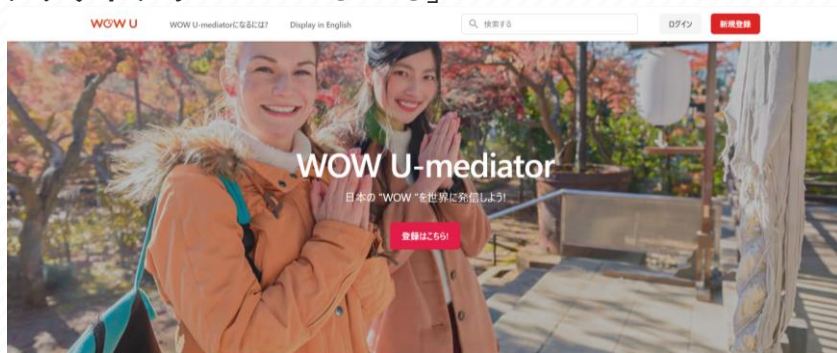 WOW U
WOW U-mediatorになるには?
Display in English
検索する
ログイン
新規登録
WOW U-mediator
日本の "WOW "を世界に発信しよう!
登録はこちら!